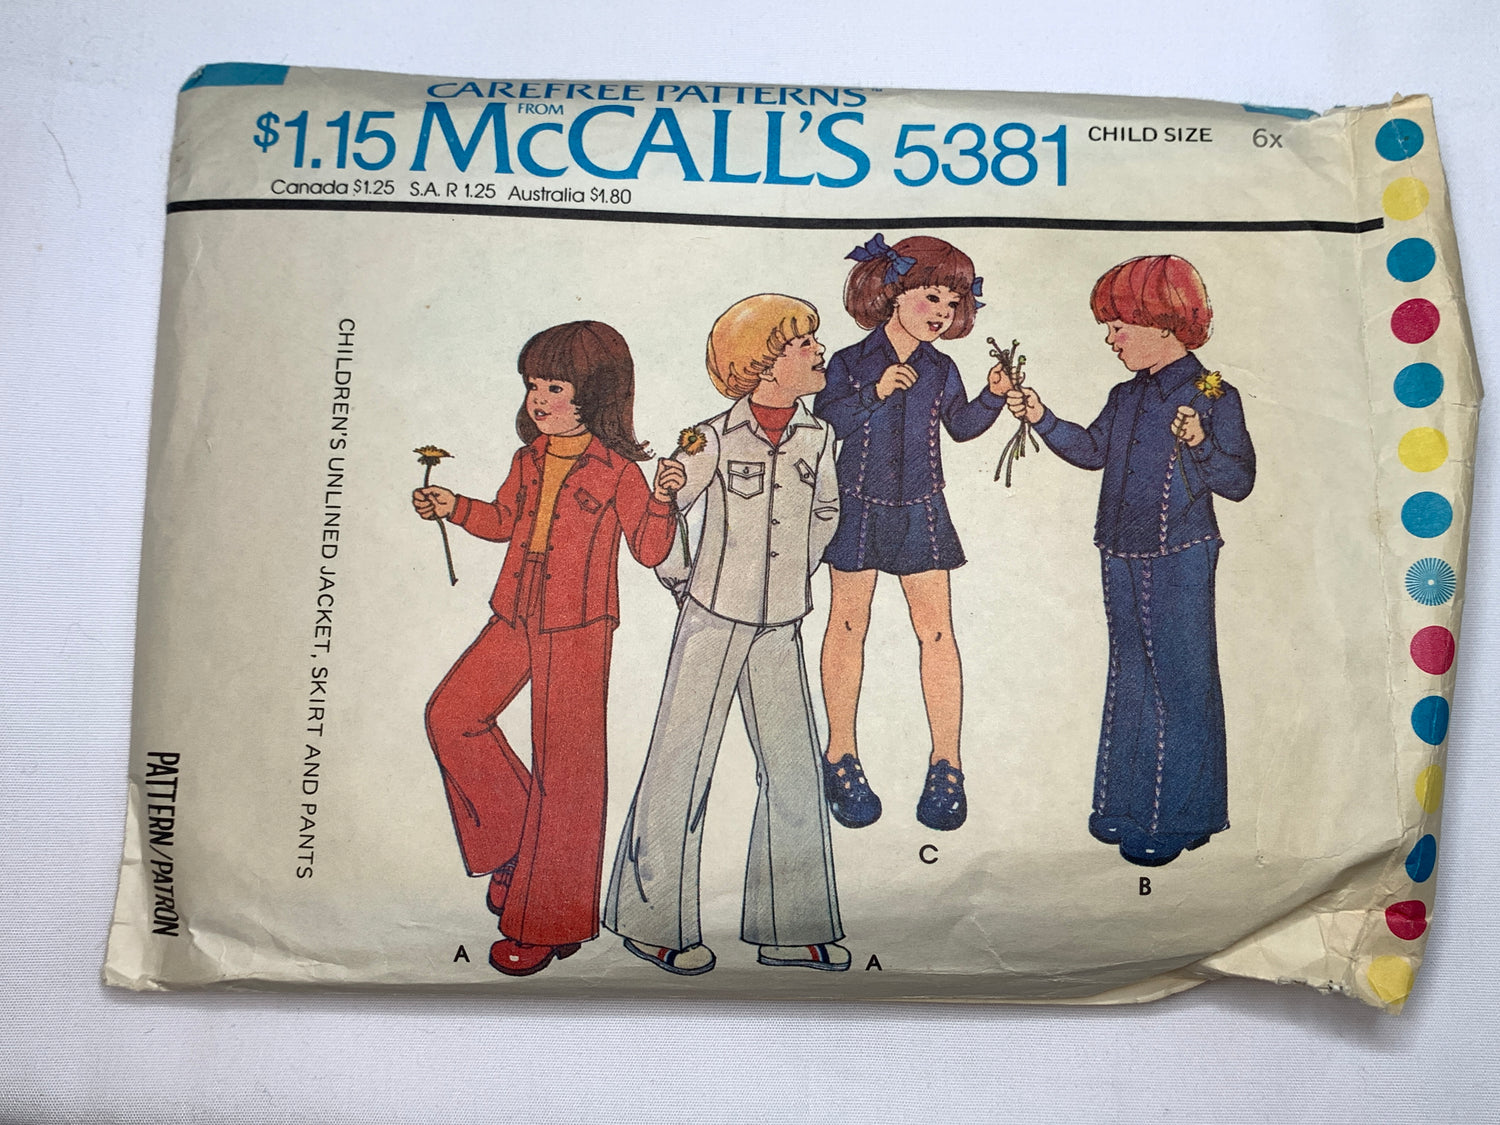 CAREFREE PATTERNS™
FROM
$1.15 McCALL'S 5381 CHILD SIZE 6x
Canada $1.25 S.A. R 1.25 Australia $1.80
CHILDREN'S UNLINED JACKET, SKIRT AND PANTS
PATTERN/PATRON
A
A
C
B